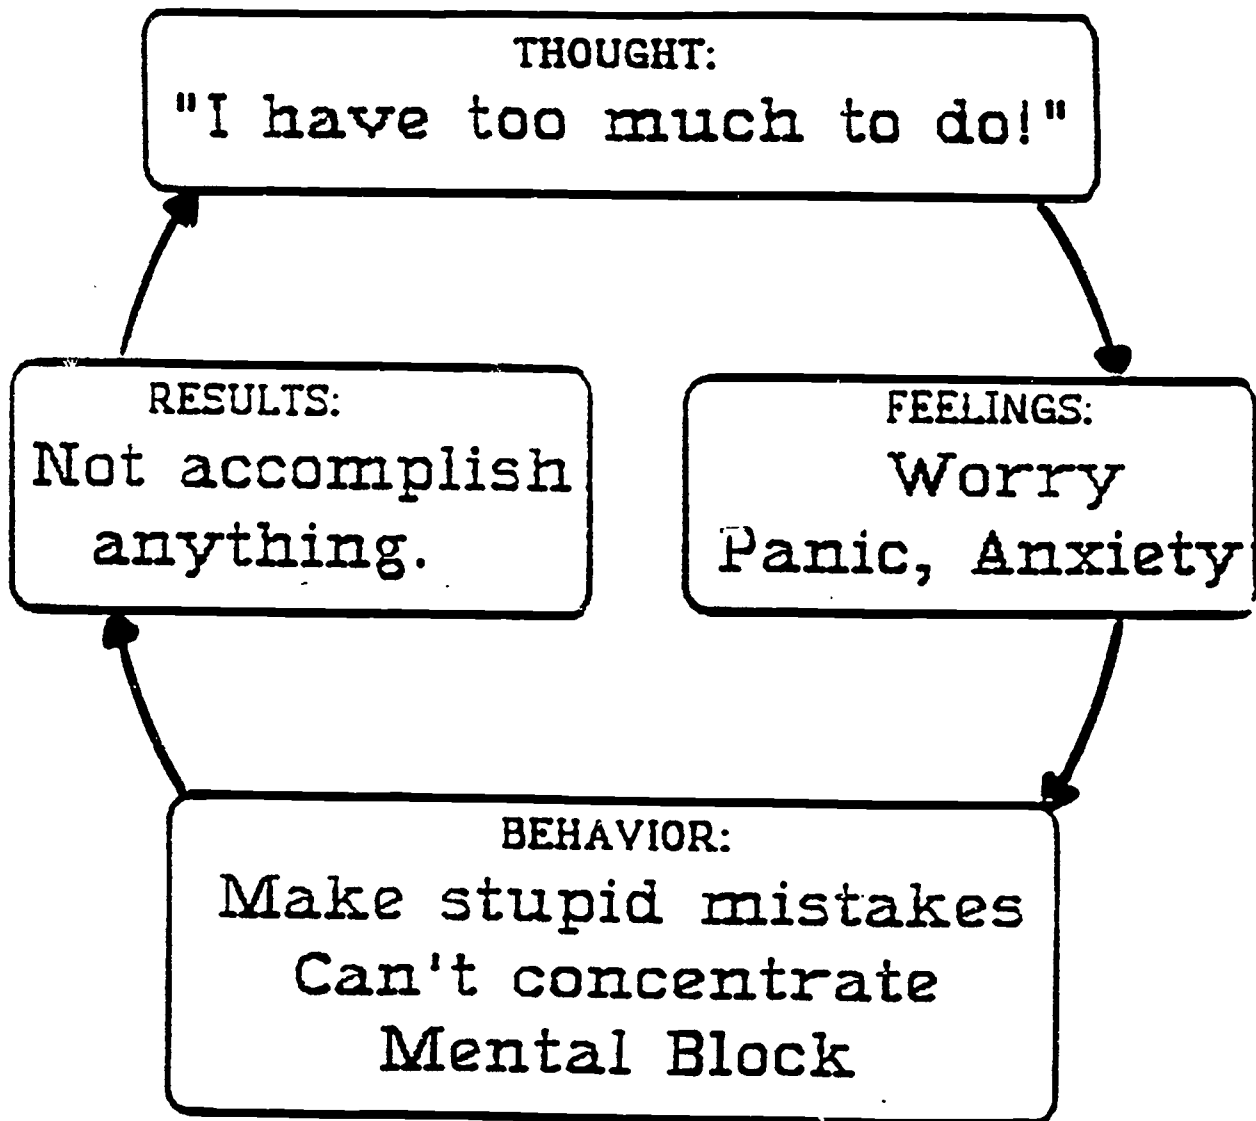 THOUGHT:
"I have too much to do!"
FEELINGS:
Worry
Panic, Anxiety
BEHAVIOR:
Make stupid mistakes
Can't concentrate
Mental Block
RESULTS:
Not accomplish
anything.